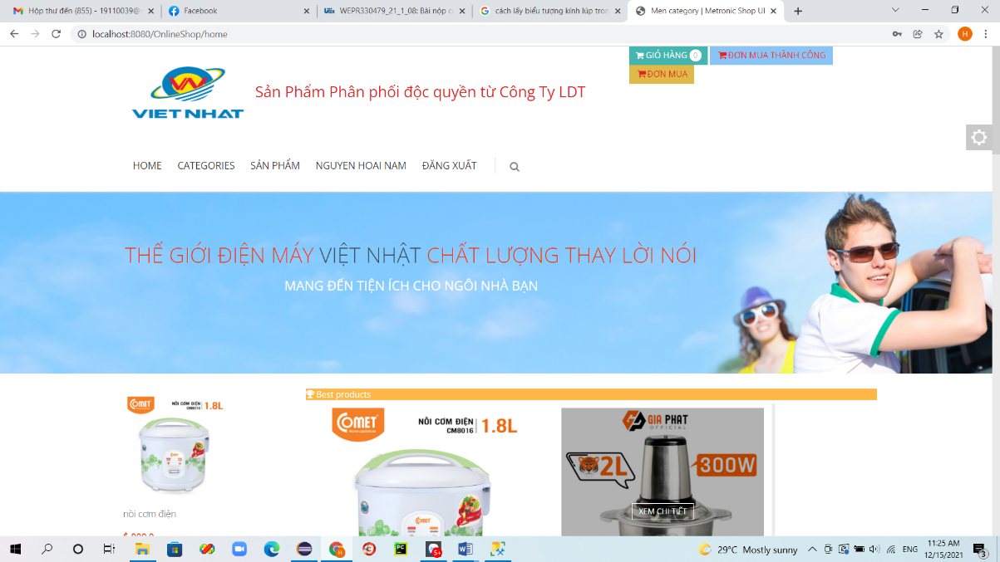 Hộp thư đến (855) - 19110039@
Facebook
WEPR330479_21_1_08: Bài nộp c
cách lấy biểu tượng kính lúp tron
Men category | Metronic Shop UI
localhost:8080/OnlineShop/home
H
GIỎ HÀNG 0
ĐƠN MUA THÀNH CÔNG
ĐƠN MUA
VIET NHAT
Sản Phẩm Phân phối độc quyền từ Công Ty LDT
HOME
CATEGORIES
SẢN PHẨM
NGUYEN HOAI NAM
ĐĂNG XUẤT
THẾ GIỚI ĐIỆN MÁY VIỆT NHẬT CHẤT LƯỢNG THAY LỜI NÓI
MANG ĐẾN TIỆN ÍCH CHO NGÔI NHÀ BẠN
Best products
COMET
NỒI CƠM ĐIỆN
CM8016
1.8L
nồi cơm điện
COMET
Home appliances
NỒI CƠM ĐIỆN
CM8016
1.8L
GIA PHAT
OFFICIAL
2L
300W
XEM CHI TIẾT
29°C Mostly sunny
ENG
11:25 AM
12/15/2021
3